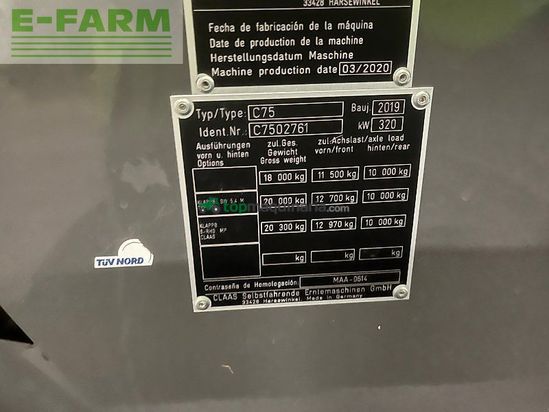 E-FARM
33428 HARSEWINKEL
Fecha de fabricación de la máquina
Date de production de la machine
Herstellungsdatum Maschine
Machine production date 03/2020
Typ/Type: C75 Bauj. 2019
Ident.Nr.: C7502761 kW 320
Ausführungen zul.Ges. zul.Achslast/axle load
vorn u. hinten Gewicht vorn/front hinten/rear
Options Gross weight
18 000 kg 11 500 kg 10 000 kg
20 000 kg 12 700 kg 10 000 kg
topmaquinaria.com
KLAPPB 20 300 kg 12 970 kg 10 000 kg
CLAAS
kg kg kg
TÜV NORD
Contraseña de Homologación: MAA-0614
CLAAS Selbstfahrende Erntemaschinen GmbH
33428 Harsewinkel, Made in Germany